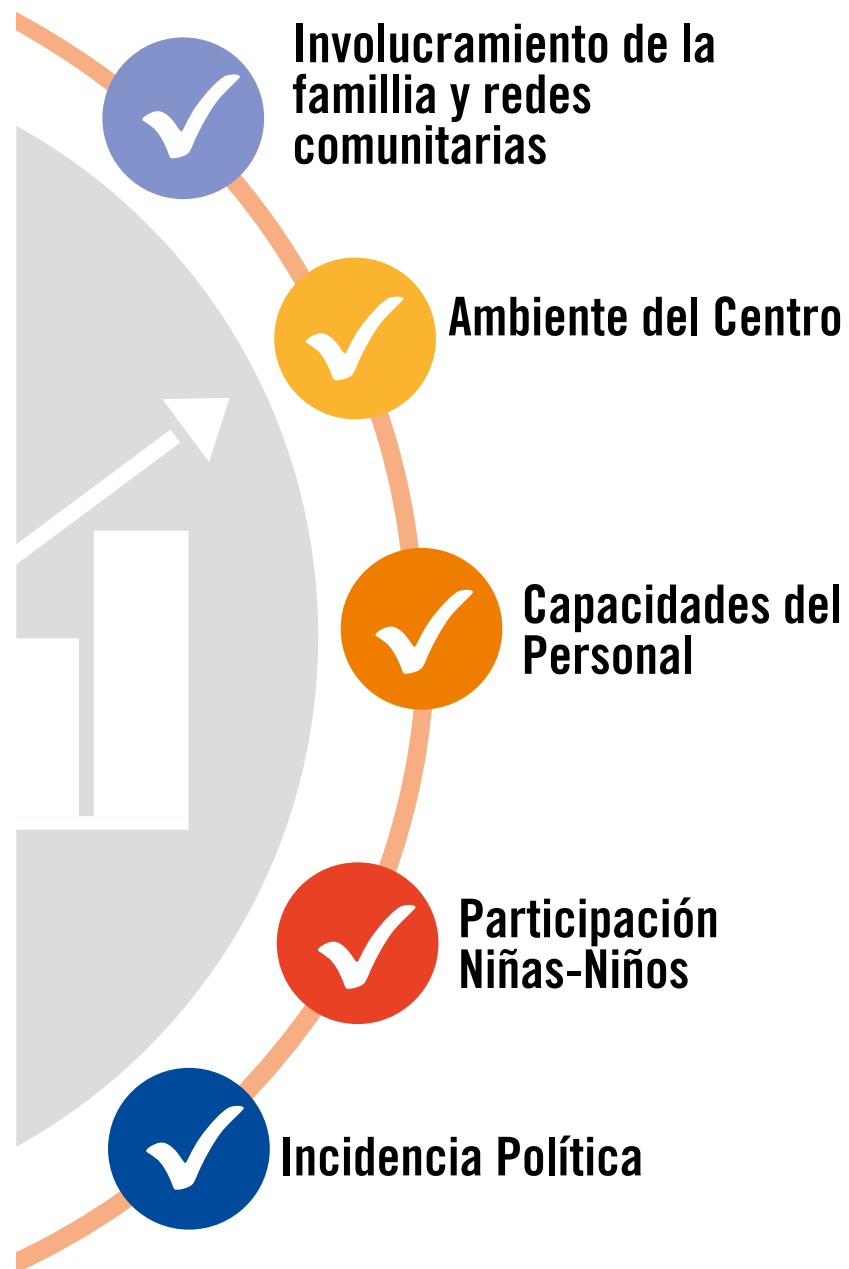 Involucramiento de la
famillia y redes
comunitarias
Ambiente del Centro
Capacidades del
Personal
Participación
Niñas-Niños
Incidencia Política